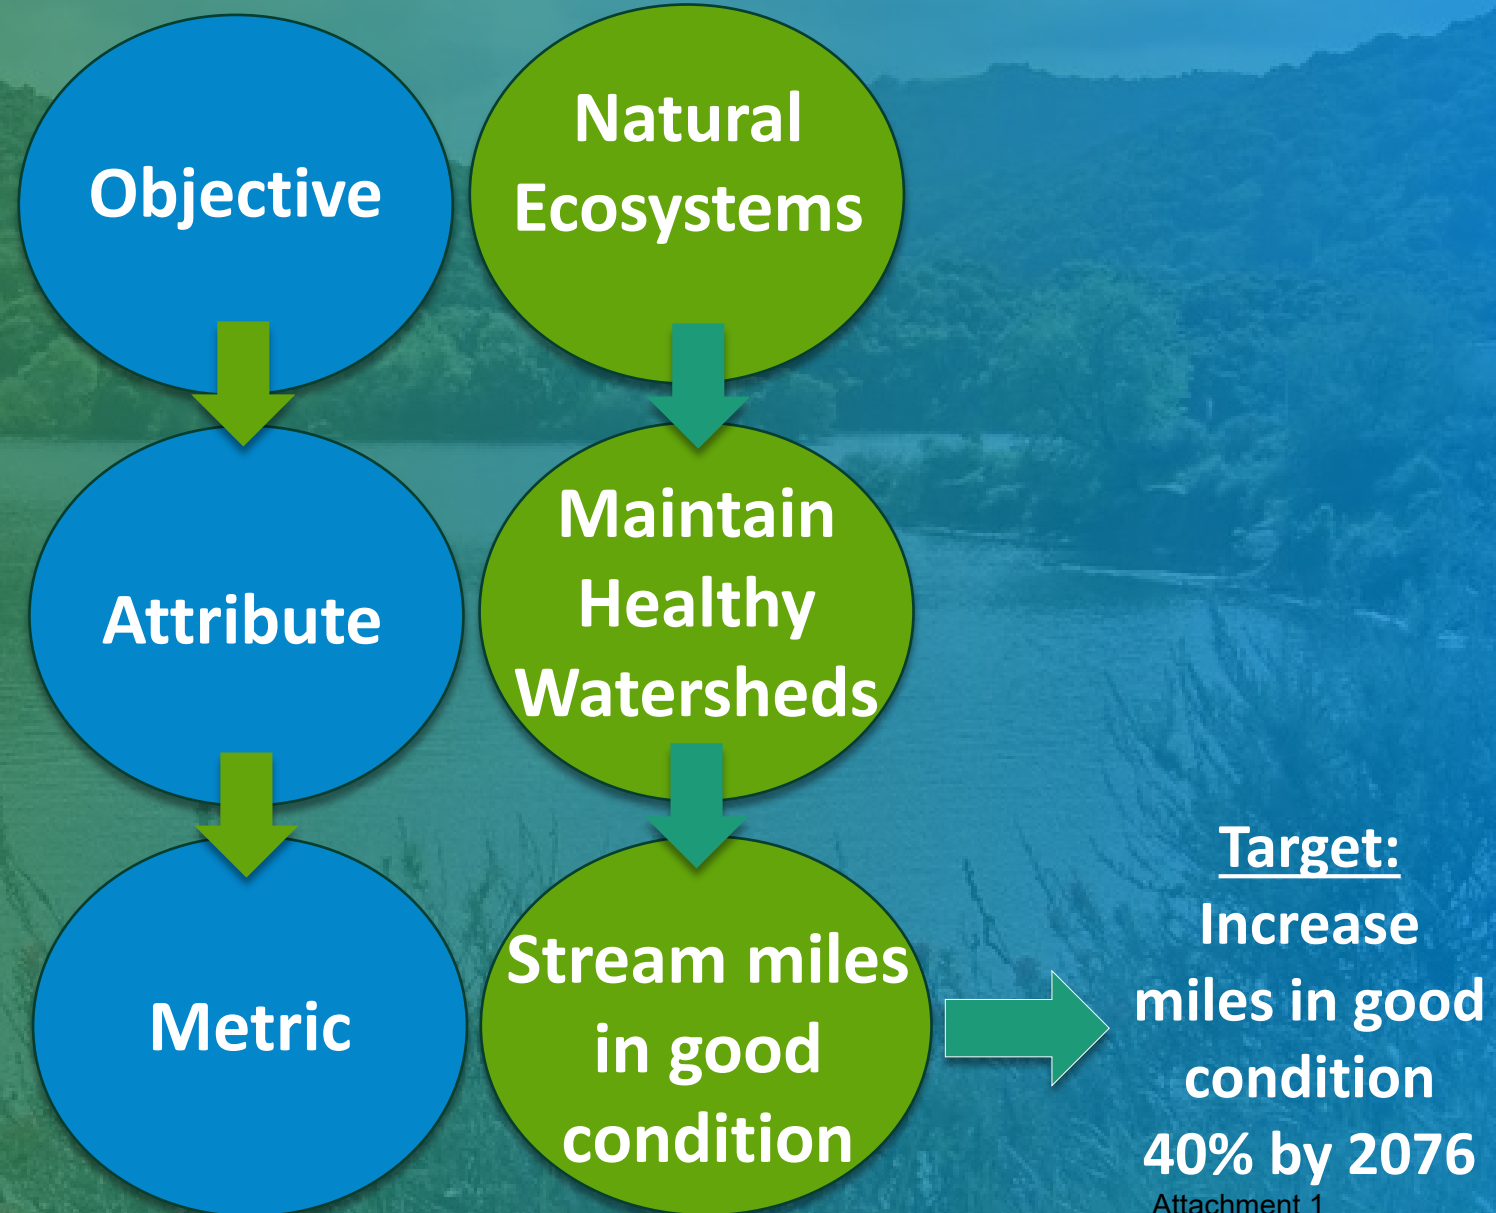 Objective
Natural
Ecosystems
Attribute
Maintain
Healthy
Watersheds
Metric
Stream miles
in good
condition
Target:
Increase
miles in good
condition
40% by 2076
Attachment 1